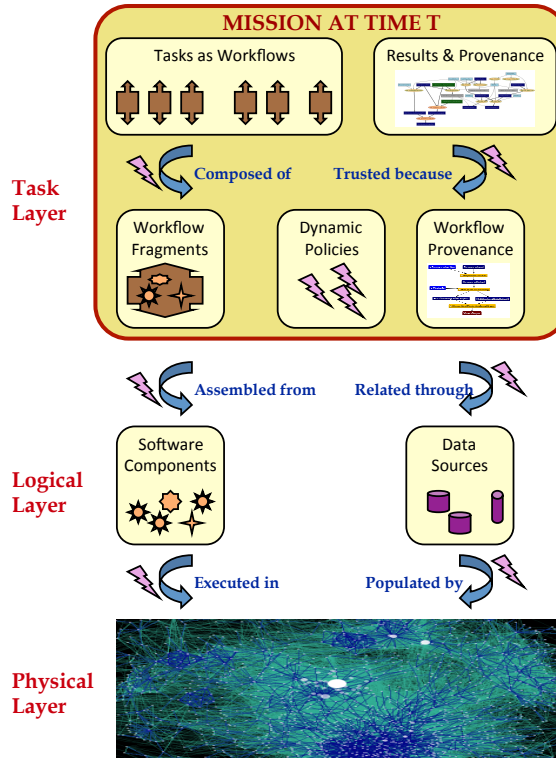 MISSION AT TIME T
Tasks as Workflows
Results & Provenance
Composed of
Trusted because
Task
Layer
Workflow
Fragments
Dynamic
Policies
Workflow
Provenance
Assembled from
Related through
Logical
Layer
Software
Components
Data
Sources
Executed in
Populated by
Physical
Layer